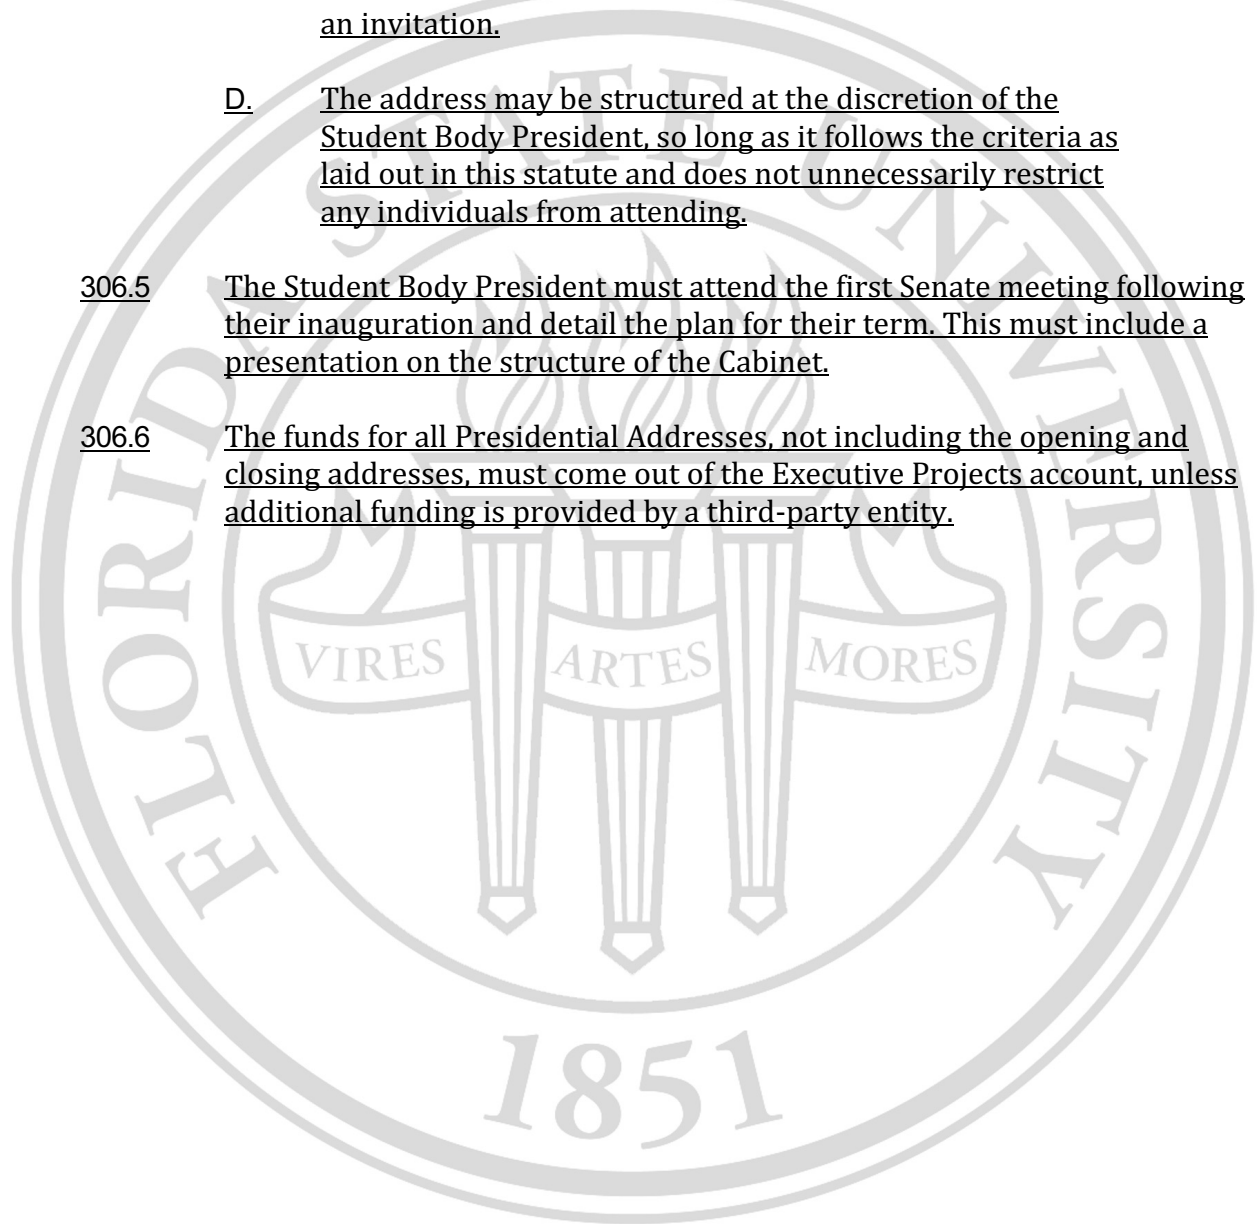 an invitation.
D. The address may be structured at the discretion of the
Student Body President, so long as it follows the criteria as
laid out in this statute and does not unnecessarily restrict
any individuals from attending.
306.5 The Student Body President must attend the first Senate meeting following
their inauguration and detail the plan for their term. This must include a
presentation on the structure of the Cabinet.
306.6 The funds for all Presidential Addresses, not including the opening and
closing addresses, must come out of the Executive Projects account, unless
additional funding is provided by a third-party entity.
FLORIDA STATE UNIVERSITY
VIRES ARTES MORES
1851